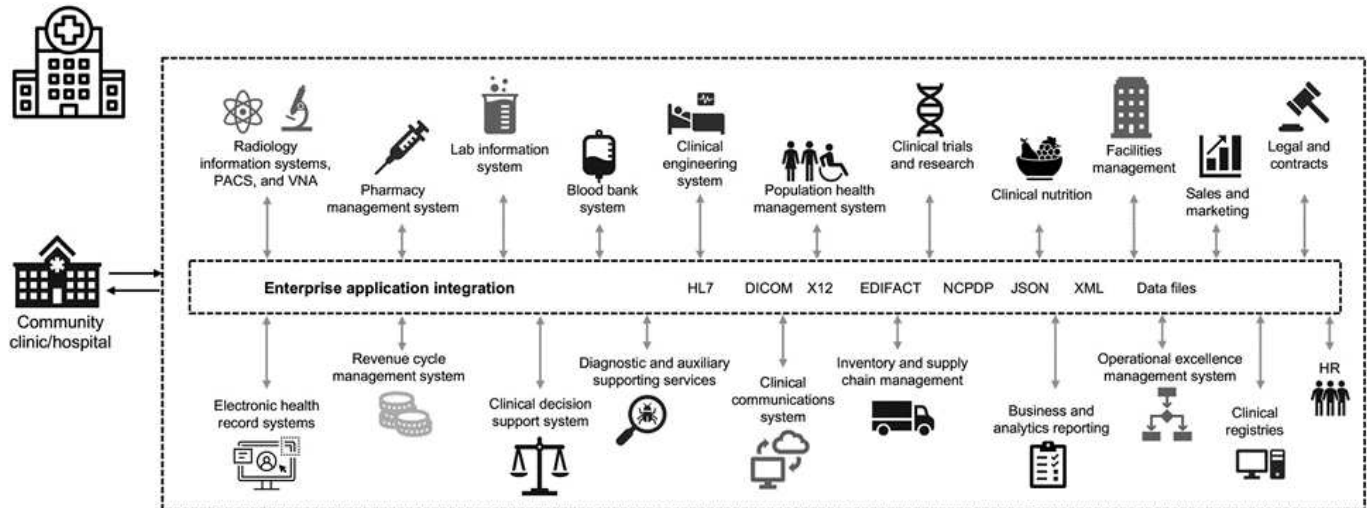 Radiology
information systems,
PACS, and VNA
Pharmacy
management system
Lab information
system
Blood bank
system
Clinical
engineering
system
Population health
management system
Clinical trials
and research
Clinical nutrition
Facilities
management
Sales and
marketing
Legal and
contracts
Community
clinic/hospital
Enterprise application integration HL7 DICOM X12 EDIFACT NCPDP JSON XML Data files
Electronic health
record systems
Revenue cycle
management system
Clinical decision
support system
Diagnostic and auxiliary
supporting services
Clinical
communications
system
Inventory and supply
chain management
Business and
analytics reporting
Operational excellence
management system
Clinical
registries
HR